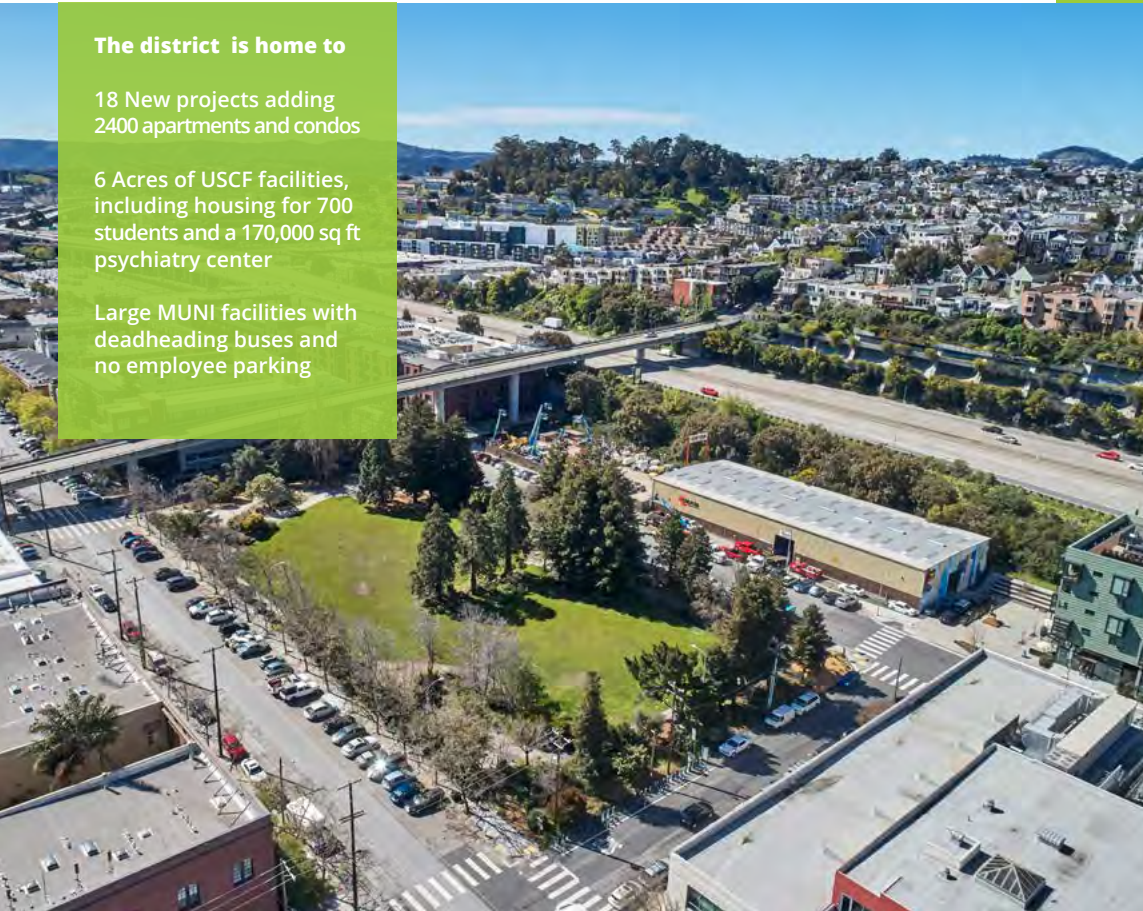 The district is home to
18 New projects adding
2400 apartments and condos
6 Acres of USCF facilities,
including housing for 700
students and a 170,000 sq ft
psychiatry center
Large MUNI facilities with
deadheading buses and
no employee parking